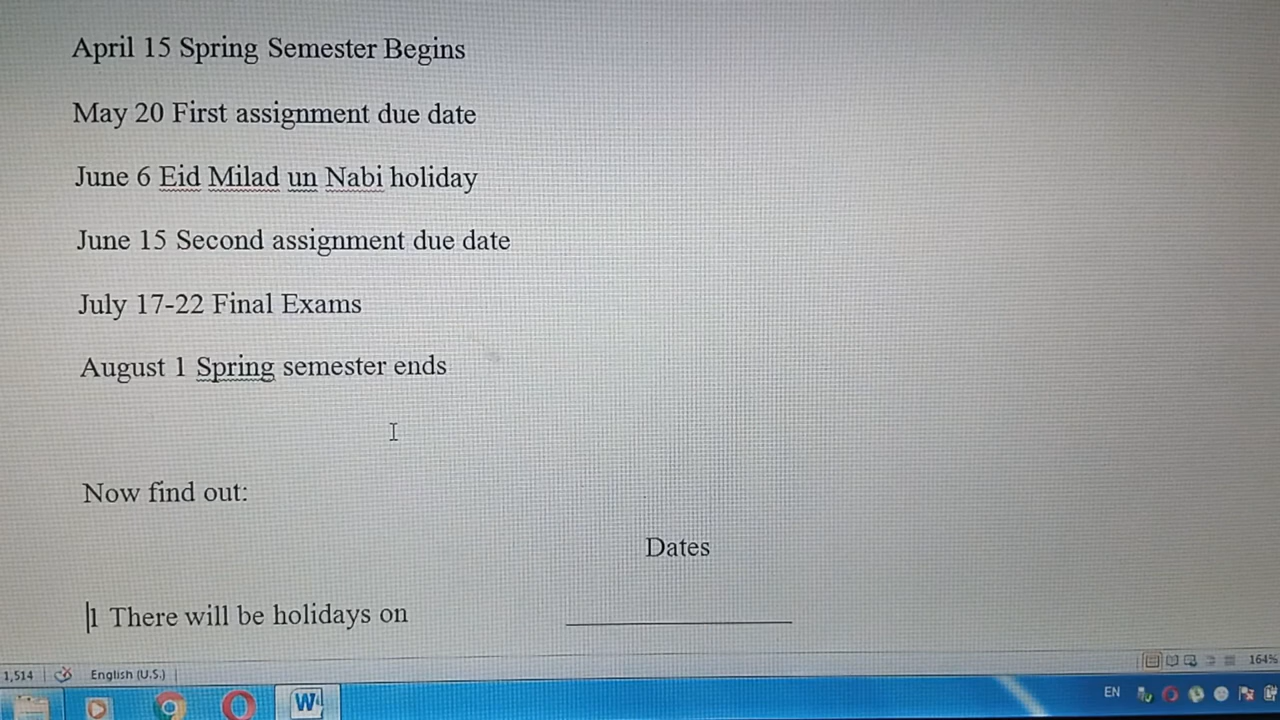 April 15 Spring Semester Begins
May 20 First assignment due date
June 6 Eid Milad un Nabi holiday
June 15 Second assignment due date
July 17-22 Final Exams
August 1 Spring semester ends
Now find out:
Dates
1 There will be holidays on
1,514 English (U.S.) 164%
W EN